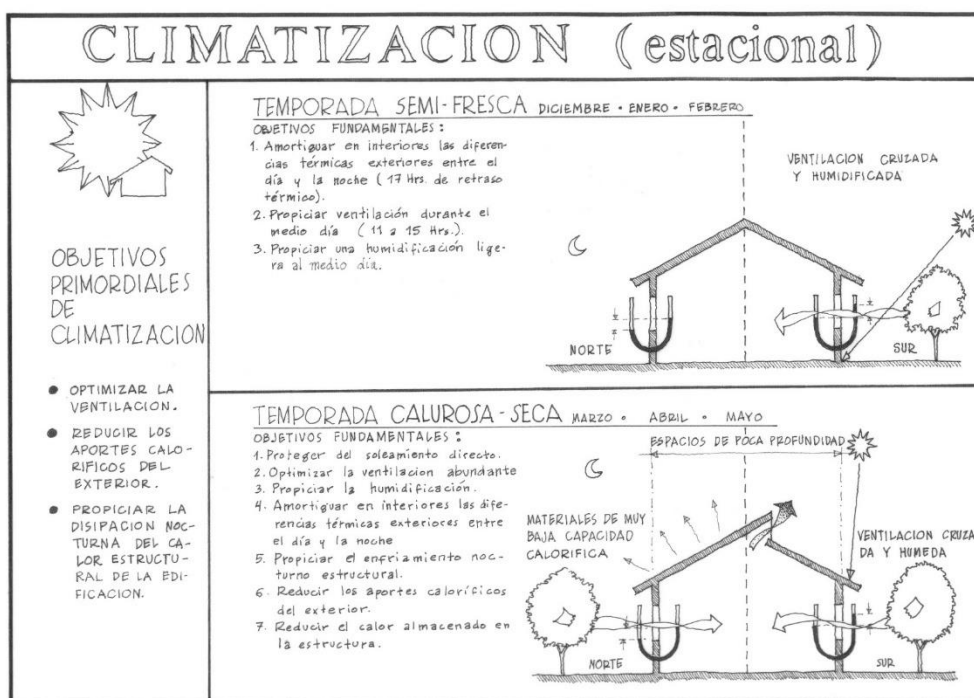 CLIMATIZACION (estacional)
OBJETIVOS
PRIMORDIALES
DE
CLIMATIZACION
● OPTIMIZAR LA
VENTILACION.
● REDUCIR LOS
APORTES CALO-
RIFICOS DEL
EXTERIOR.
● PROPICIAR LA
DISIPACION NOC-
TURNA DEL CA-
LOR ESTRUCTU-
RAL DE LA EDI-
FICACION.
TEMPORADA SEMI-FRESCA DICIEMBRE • ENERO • FEBRERO
OBJETIVOS FUNDAMENTALES:
1. Amortiguar en interiores las diferen-
cias térmicas exteriores entre el
día y la noche (17 Hrs. de retraso
térmico).
2. Propiciar ventilación durante el
medio día (11 a 15 Hrs.).
3. Propiciar una humidificación lige-
ra al medio día.
VENTILACION CRUZADA
Y HUMIDIFICADA
NORTE
SUR
TEMPORADA CALUROSA-SECA MARZO • ABRIL • MAYO
OBJETIVOS FUNDAMENTALES:
1. Proteger del soleamiento directo.
2. Optimizar la ventilacion abundante
3. Propiciar la humidificación.
4. Amortiguar en interiores las dife-
rencias térmicas exteriores entre
el día y la noche
5. Propiciar el enfriamiento noc-
turno estructural.
6. Reducir los aportes caloríficos
del exterior.
7. Reducir el calor almacenado en
la estructura.
ESPACIOS DE POCA PROFUNDIDAD
MATERIALES DE MUY
BAJA CAPACIDAD
CALORIFICA
VENTILACION CRUZA-
DA Y HUMEDA
NORTE
SUR